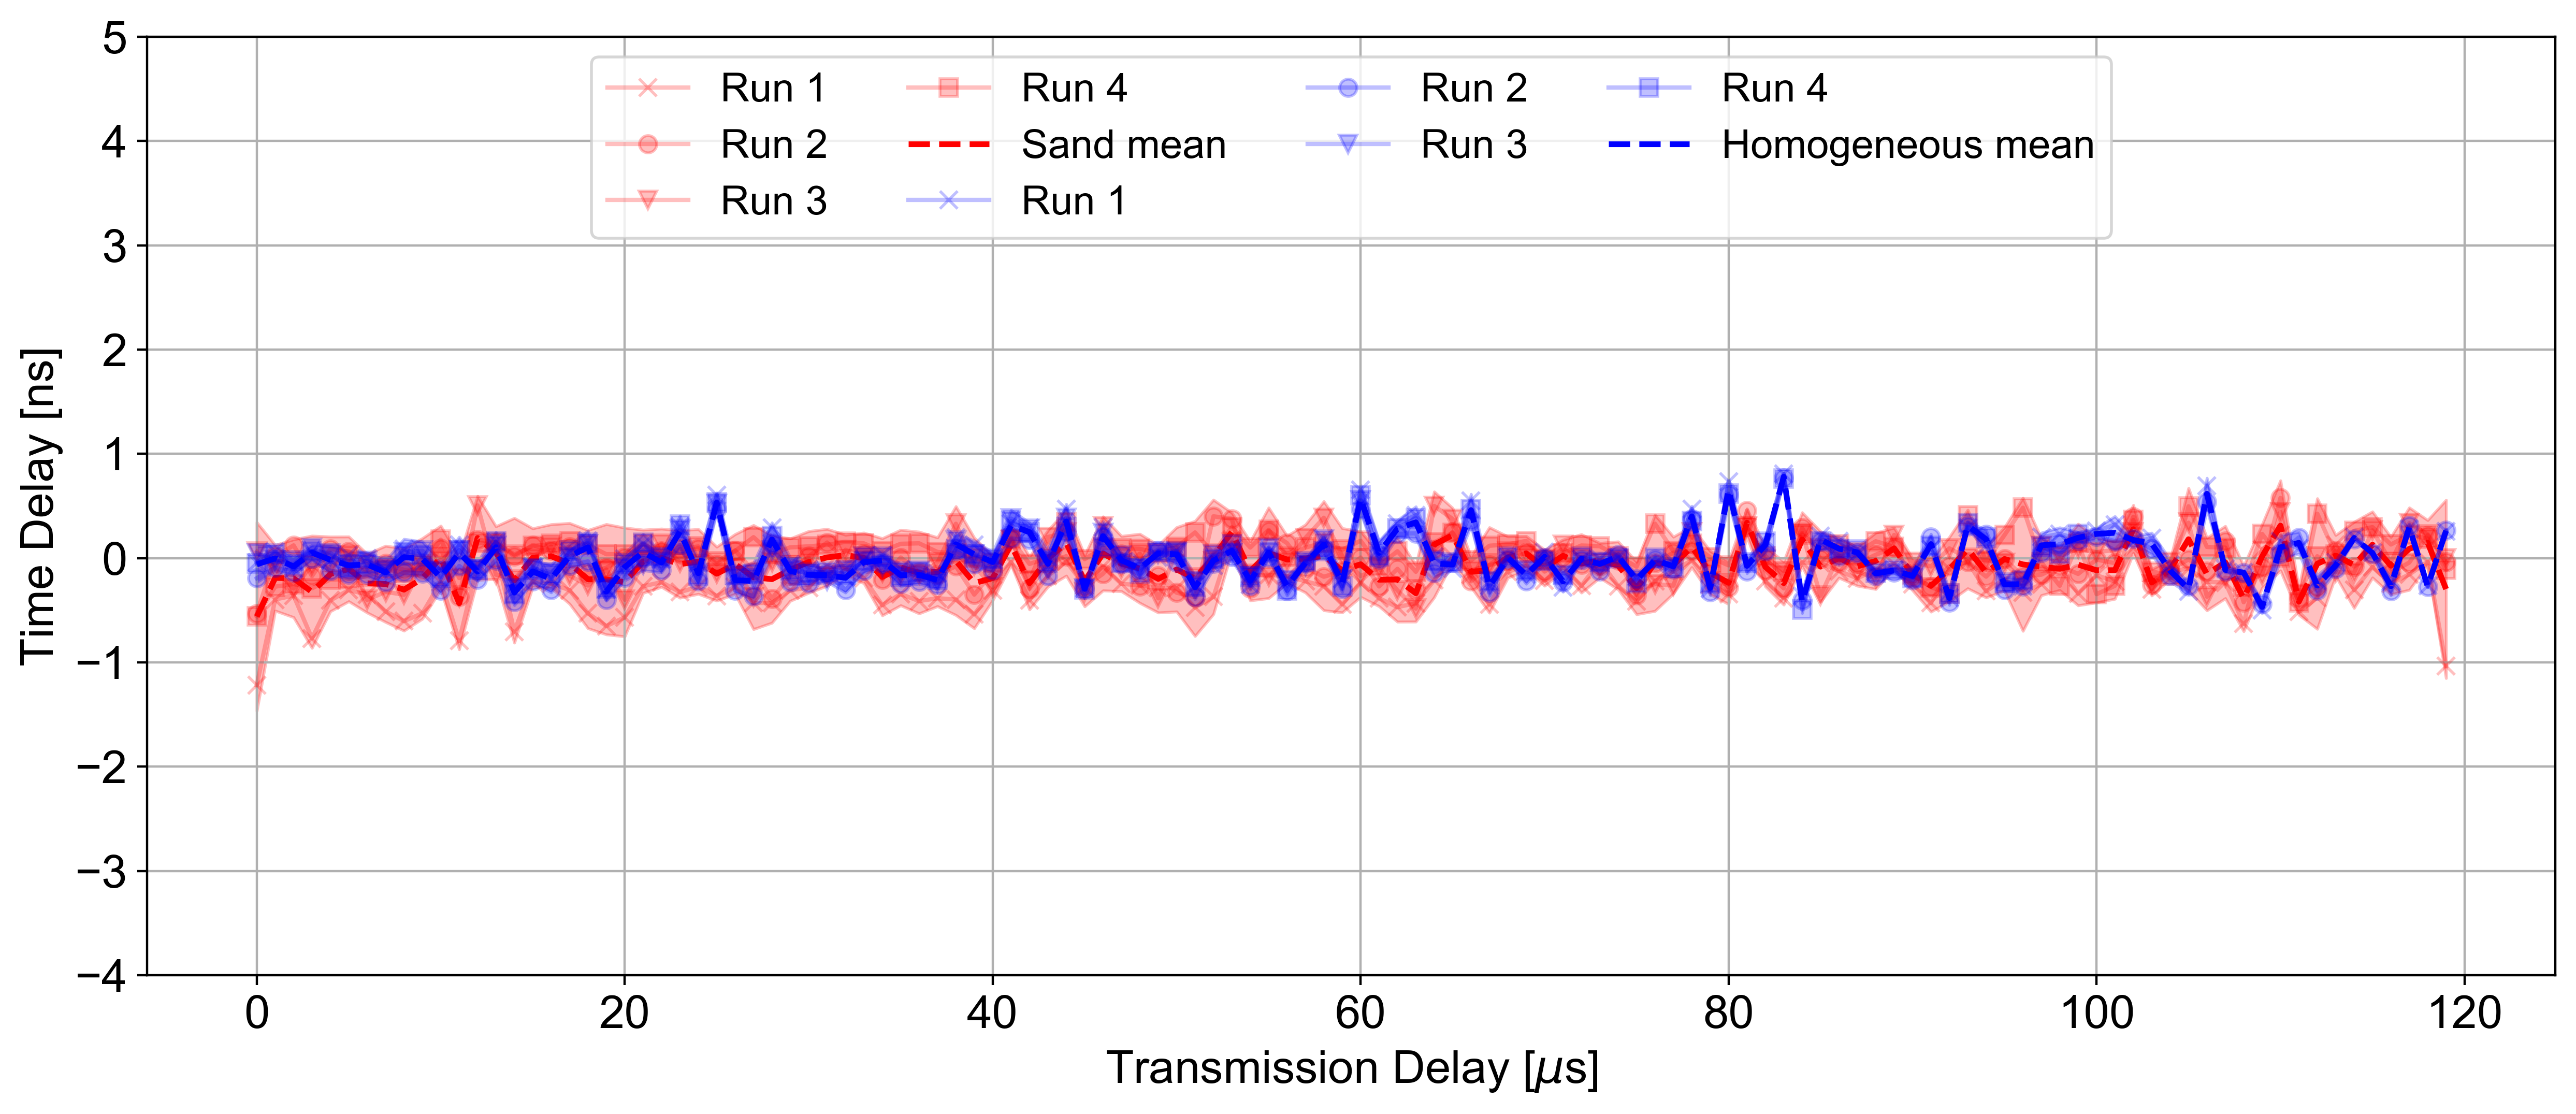 5
4
3
2
1
0
−1
−2
−3
−4
Time Delay [ns]
Run 1
Run 2
Run 3
Run 4
Sand mean
Run 1
Run 2
Run 3
Run 4
Homogeneous mean
0 20 40 60 80 100 120
Transmission Delay [μs]